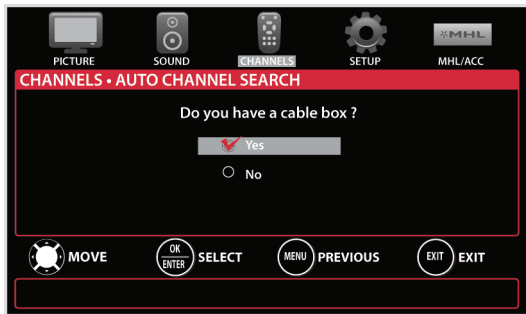 PICTURE SOUND CHANNELS SETUP MHL/ACC
MHL
CHANNELS • AUTO CHANNEL SEARCH
Do you have a cable box ?
Yes
No
MOVE OK ENTER SELECT MENU PREVIOUS EXIT EXIT